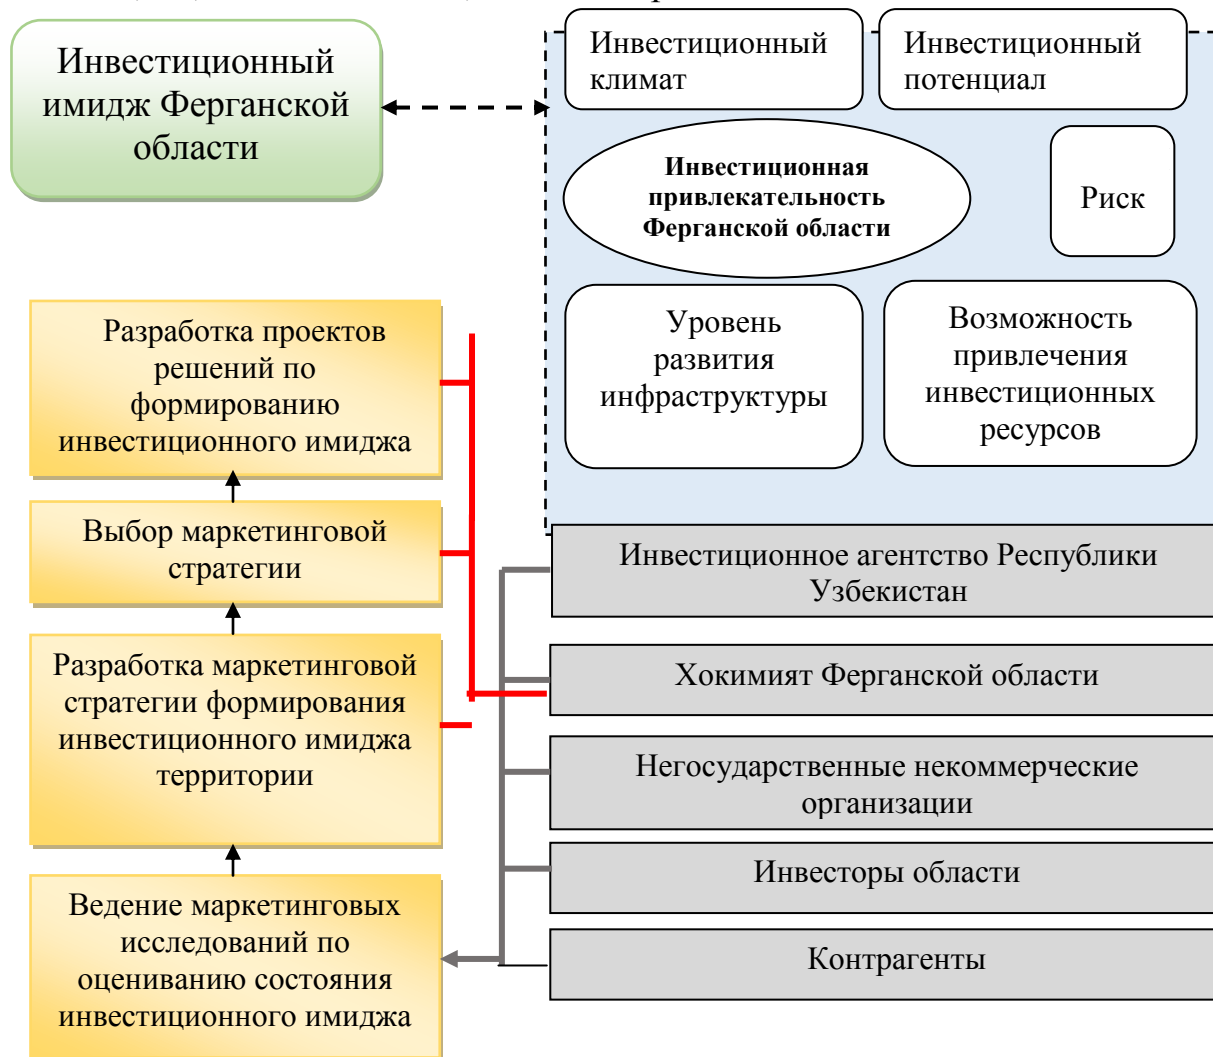 Инвестиционный
имидж Ферганской
области
Инвестиционный
климат
Инвестиционный
потенциал
Инвестиционная
привлекательность
Ферганской области
Риск
Уровень
развития
инфраструктуры
Возможность
привлечения
инвестиционных
ресурсов
Разработка проектов
решений по
формированию
инвестиционного имиджа
Выбор маркетинговой
стратегии
Разработка маркетинговой
стратегии формирования
инвестиционного имиджа
территории
Ведение маркетинговых
исследований по
оцениванию состояния
инвестиционного имиджа
Инвестиционное агентство Республики
Узбекистан
Хокимият Ферганской области
Негосударственные некоммерческие
организации
Инвесторы области
Контрагенты